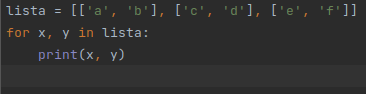 lista = [['a', 'b'], ['c', 'd'], ['e', 'f']]
for x, y in lista:
    print(x, y)